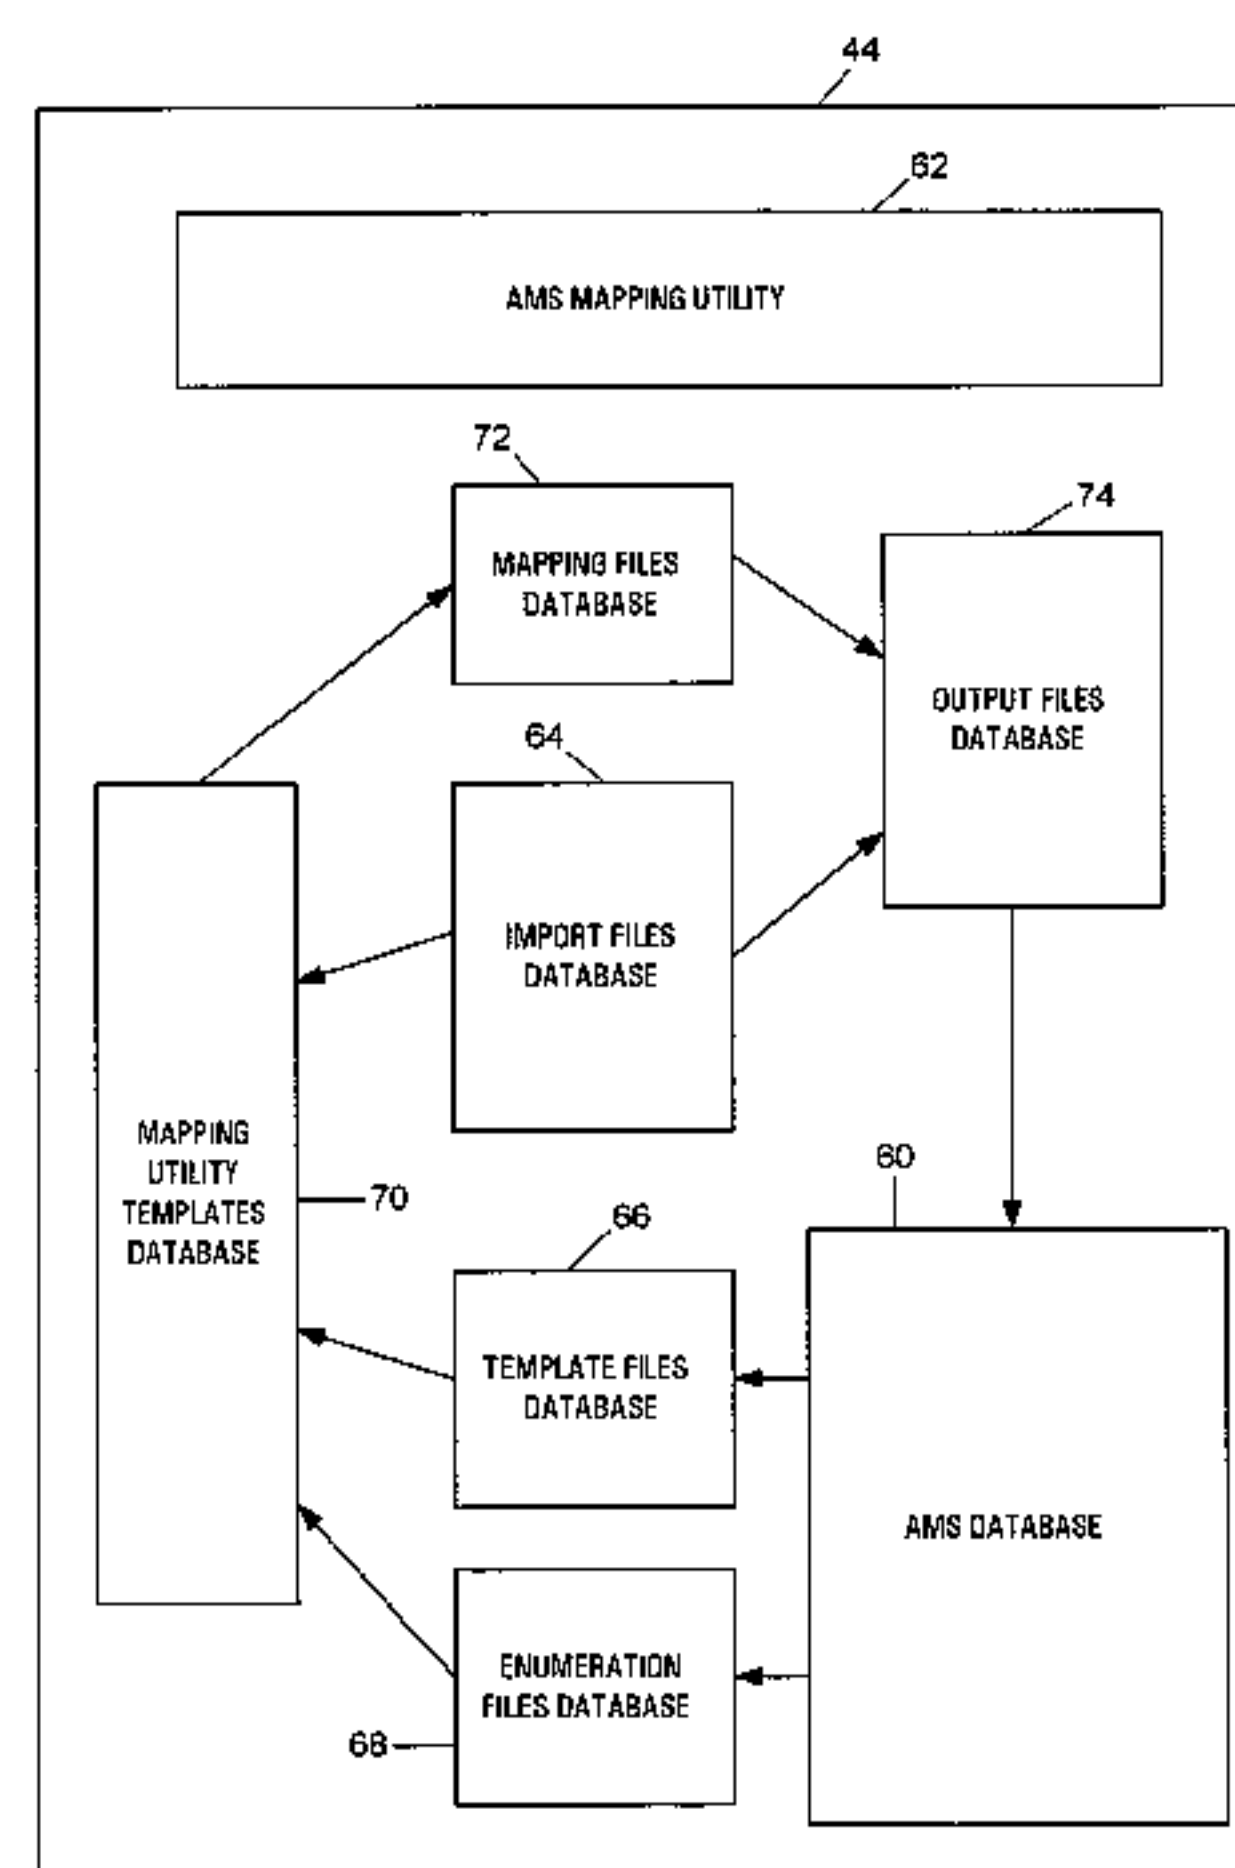 44
62
AMS MAPPING UTILITY
72
74
MAPPING FILES
DATABASE
OUTPUT FILES
DATABASE
64
IMPORT FILES
DATABASE
MAPPING
UTILITY
TEMPLATES
DATABASE
70
60
66
TEMPLATE FILES
DATABASE
AMS DATABASE
ENUMERATION
FILES DATABASE
68